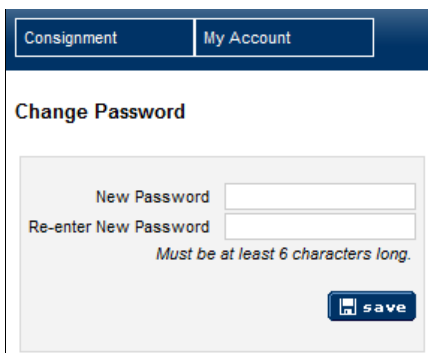 Consignment My Account
Change Password
New Password
Re-enter New Password
Must be at least 6 characters long.
save